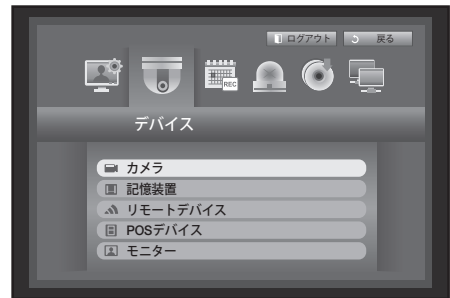 ログアウト 戻る
REC
デバイス
カメラ
記憶装置
リモートデバイス
POSデバイス
モニター